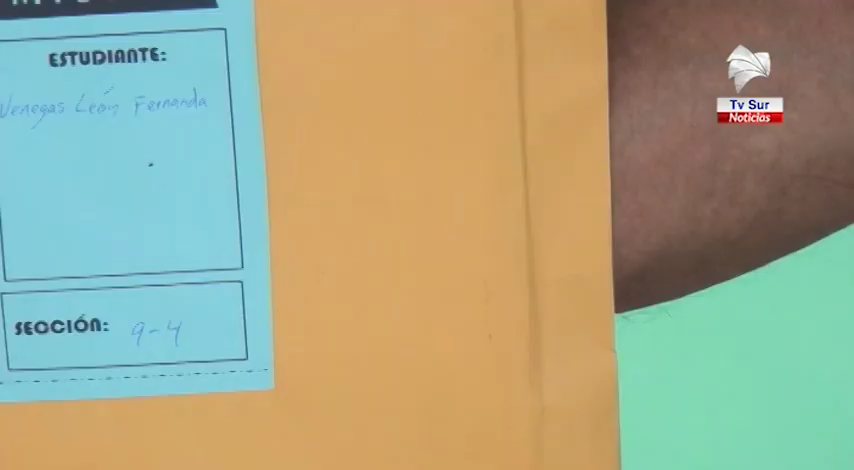 ESTUDIANTE:
Venegas León Fernanda
SECCIÓN: 9-4
Tv Sur
Noticias